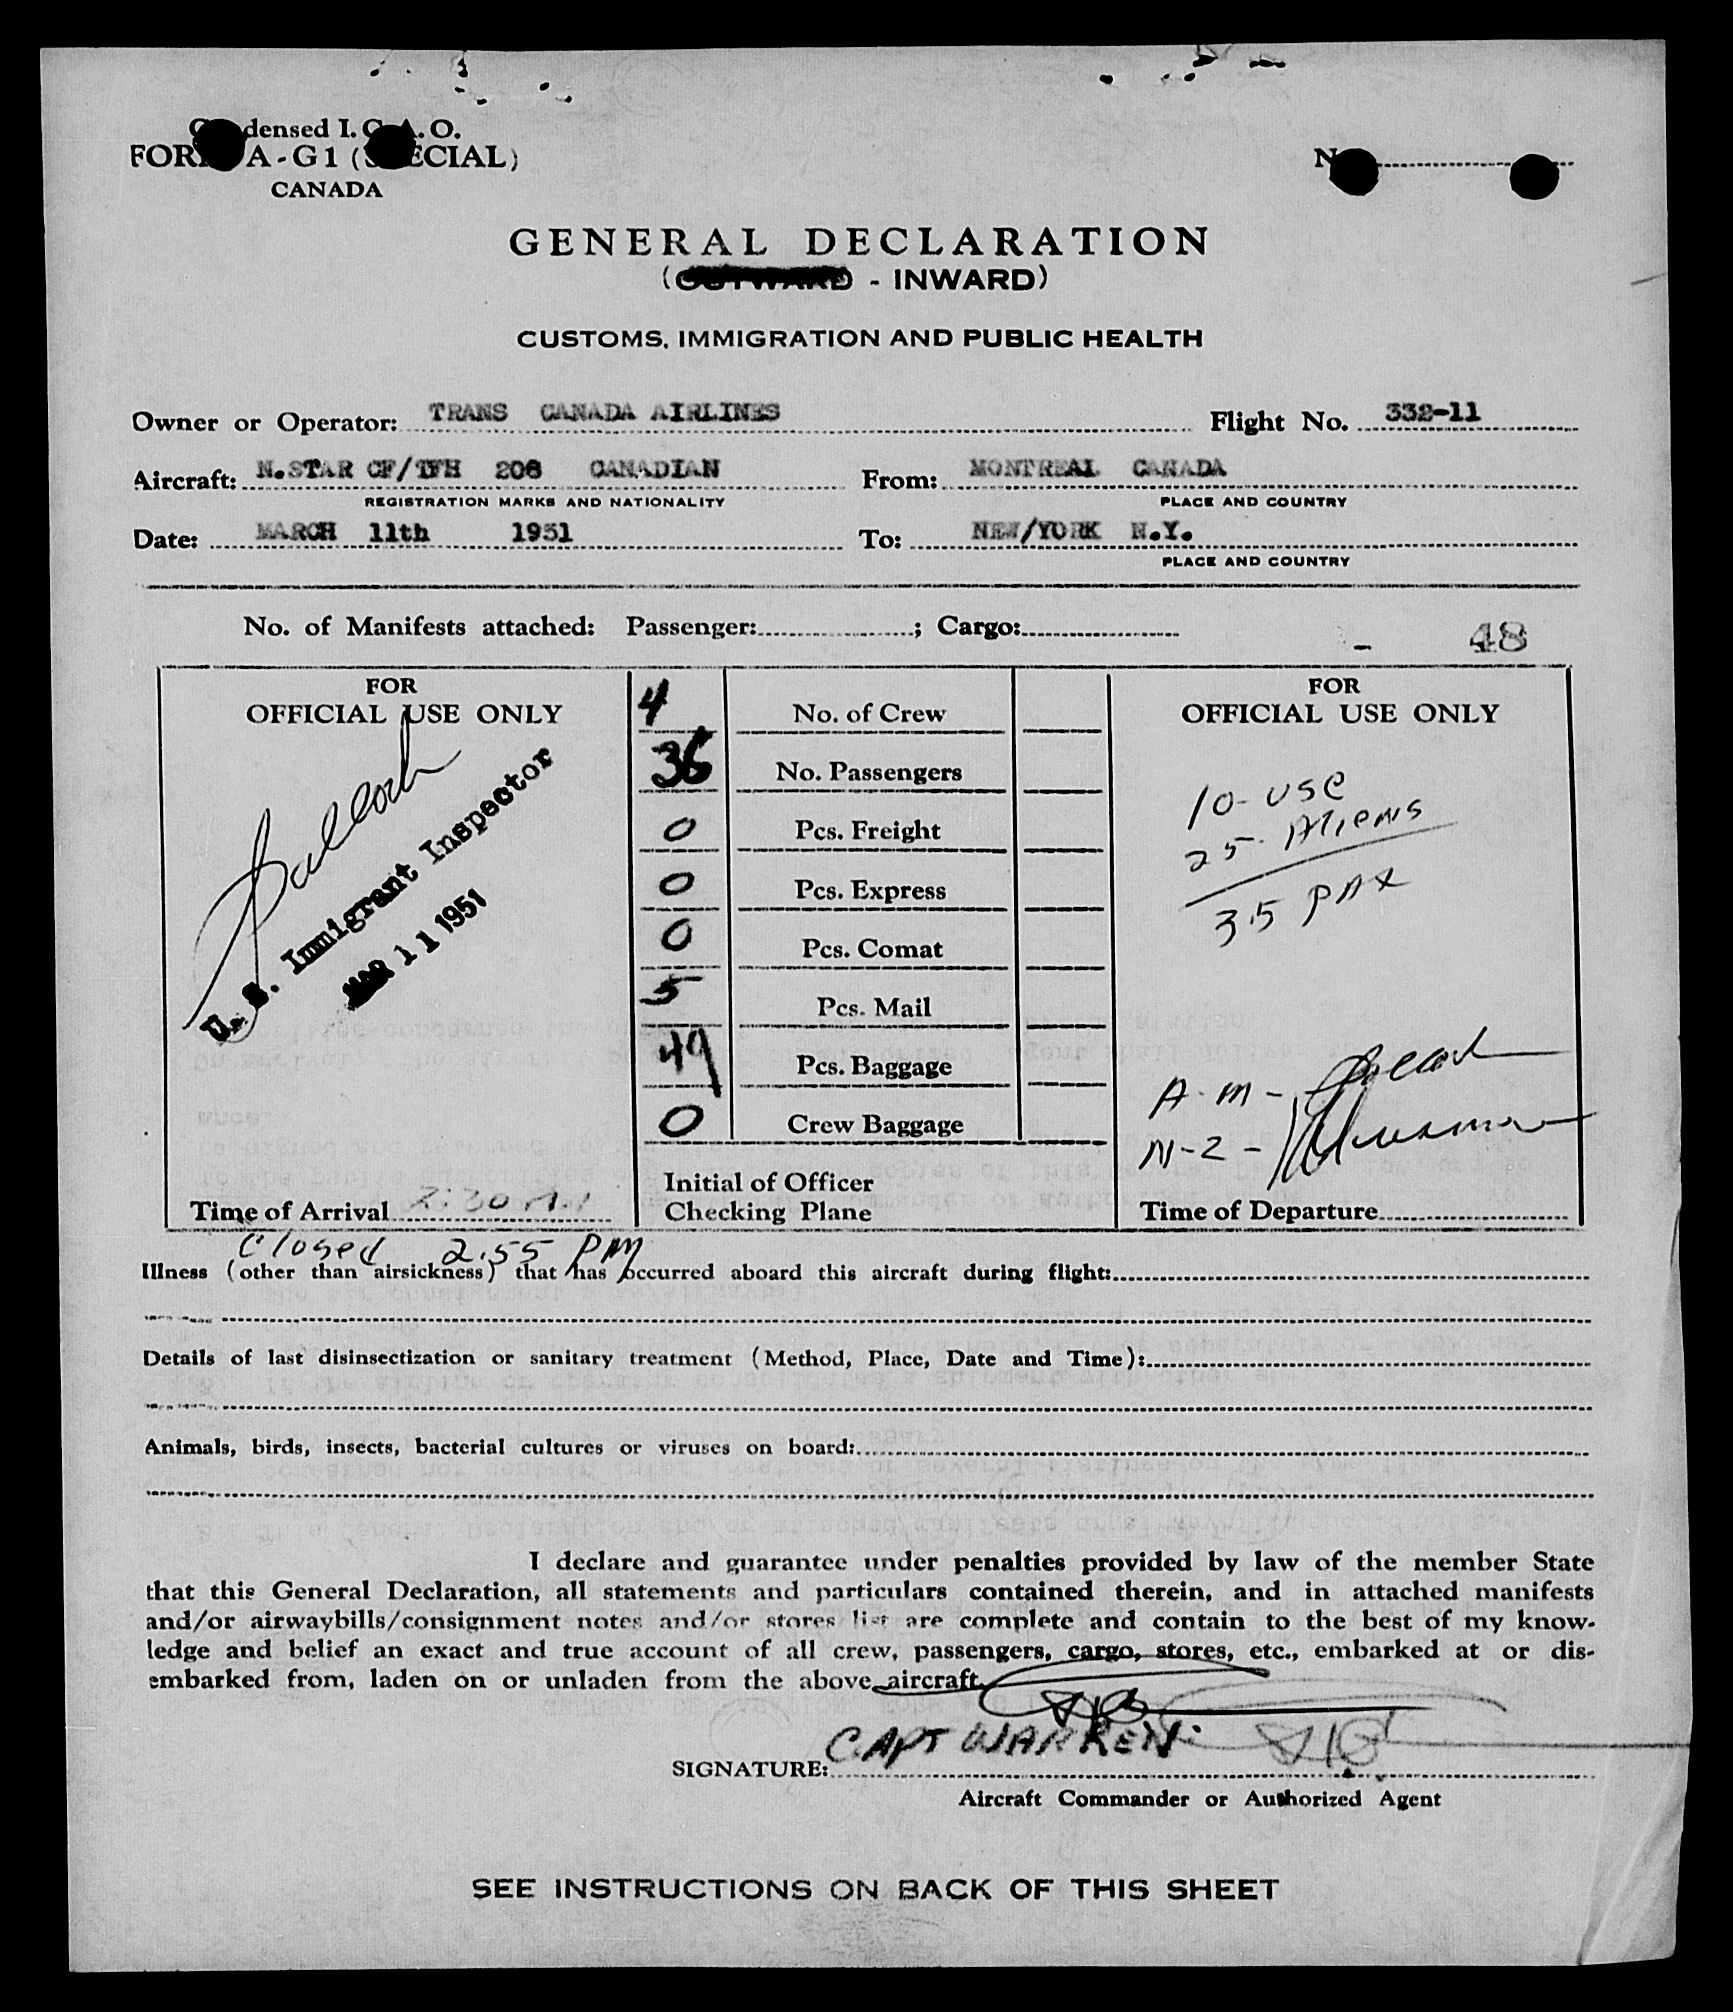 Condensed I.C.A.O.
FORM A-G1 (SPECIAL)
CANADA
GENERAL DECLARATION
(OUTWARD - INWARD)
CUSTOMS, IMMIGRATION AND PUBLIC HEALTH
Owner or Operator: TRANS CANADA AIRLINES Flight No. 332-11
Aircraft: N.STAR CF/TFH 208 CANADIAN From: MONTREAL CANADA
REGISTRATION MARKS AND NATIONALITY PLACE AND COUNTRY
Date: MARCH 11th 1951 To: NEW/YORK N.Y.
PLACE AND COUNTRY
No. of Manifests attached: Passenger: ; Cargo: - 48
FOR
OFFICIAL USE ONLY
U.S. Immigrant Inspector
MAR 11 1951
Time of Arrival 2:30
Closed 2.55 PM
4 No. of Crew
No. Passengers
0 Pcs. Freight
0 Pcs. Express
0 Pcs. Comat
5 Pcs. Mail
49 Pcs. Baggage
0 Crew Baggage
Initial of Officer
Checking Plane
FOR
OFFICIAL USE ONLY
10-USC
25-Aliens
35 PAX
A-M-
N-2-
Time of Departure
Illness (other than airsickness) that has occurred aboard this aircraft during flight:
Details of last disinsectization or sanitary treatment (Method, Place, Date and Time):
Animals, birds, insects, bacterial cultures or viruses on board:
I declare and guarantee under penalties provided by law of the member State
that this General Declaration, all statements and particulars contained therein, and in attached manifests
and/or airwaybills/consignment notes and/or stores list are complete and contain to the best of my know-
ledge and belief an exact and true account of all crew, passengers, cargo, stores, etc., embarked at or dis-
embarked from, laden on or unladen from the above aircraft.
SIGNATURE: CAPT WARREN
Aircraft Commander or Authorized Agent
SEE INSTRUCTIONS ON BACK OF THIS SHEET